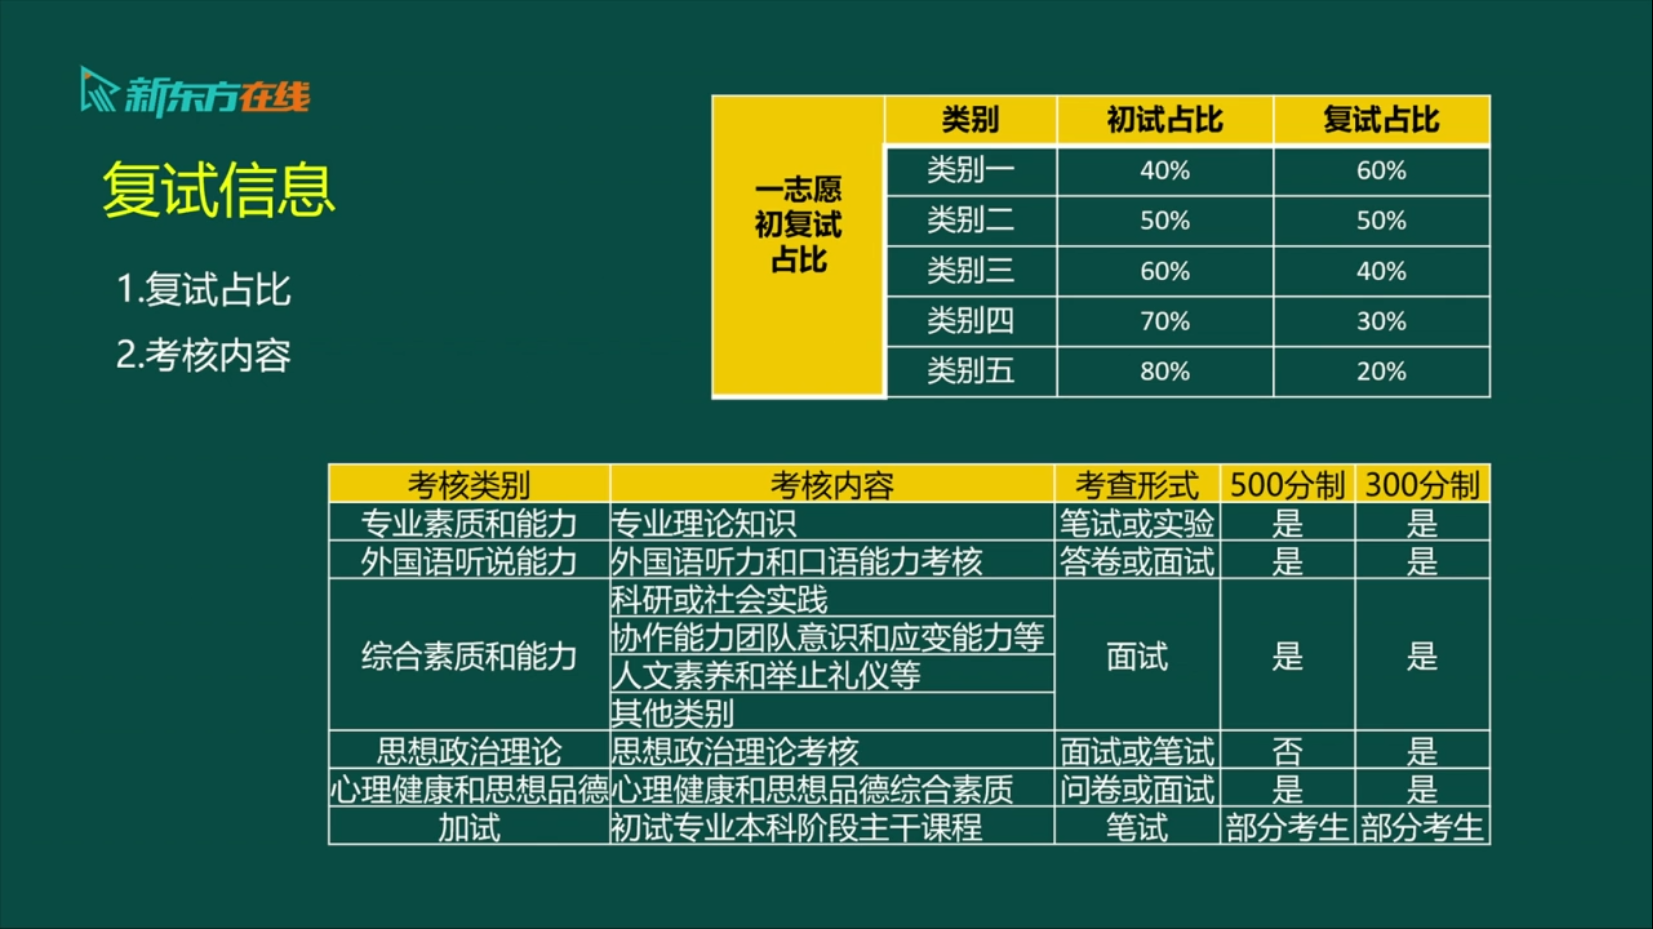 新东方在线
复试信息
1.复试占比
2.考核内容
一志愿
初复试
占比
类别 初试占比 复试占比
类别一 40% 60%
类别二 50% 50%
类别三 60% 40%
类别四 70% 30%
类别五 80% 20%
考核类别 考核内容 考查形式 500分制 300分制
专业素质和能力 专业理论知识 笔试或实验 是 是
外国语听说能力 外国语听力和口语能力考核 答卷或面试 是 是
综合素质和能力 科研或社会实践 面试 是 是
协作能力团队意识和应变能力等
人文素养和举止礼仪等
其他类别
思想政治理论 思想政治理论考核 面试或笔试 否 是
心理健康和思想品德 心理健康和思想品德综合素质 问卷或面试 是 是
加试 初试专业本科阶段主干课程 笔试 部分考生 部分考生